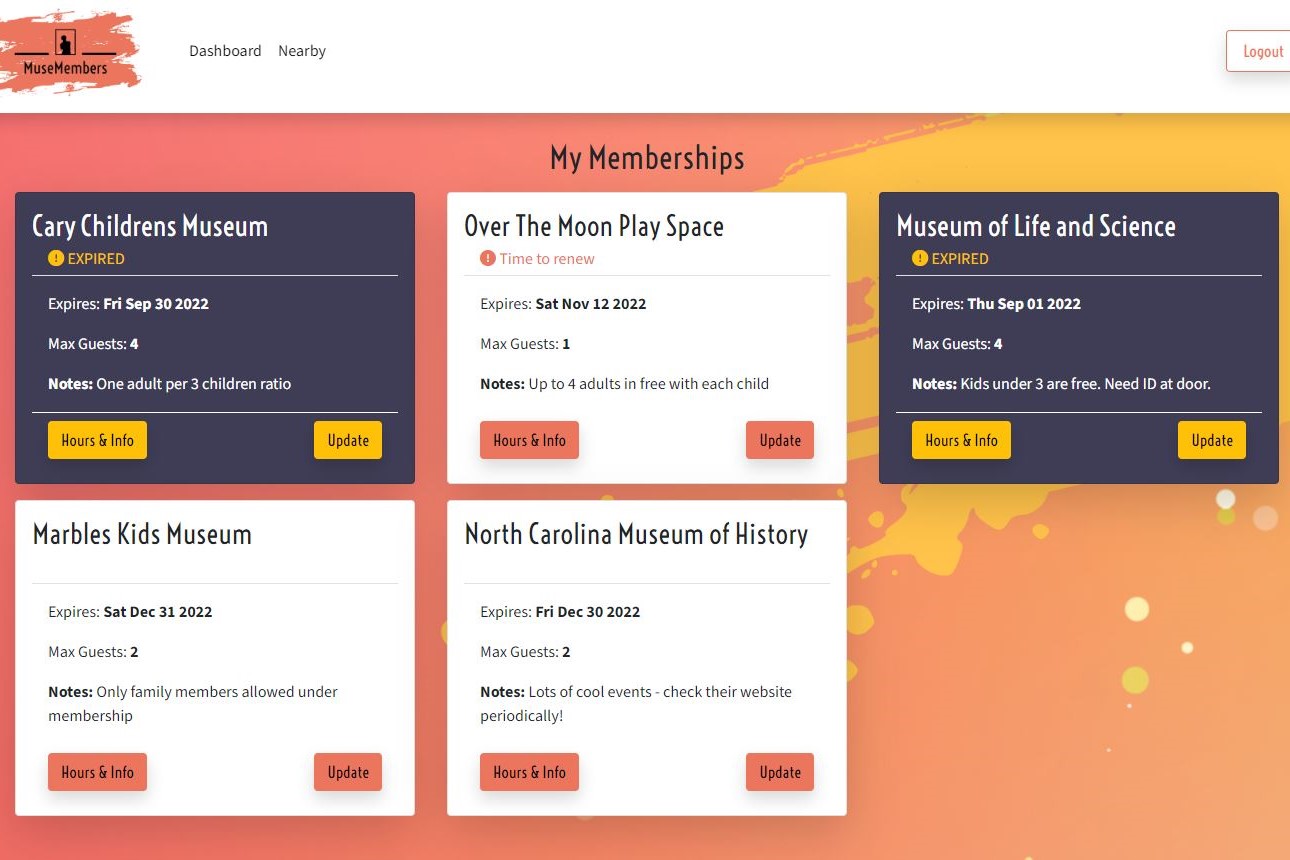 MuseMembers
Dashboard Nearby
Logout
My Memberships
Cary Childrens Museum
EXPIRED
Expires: Fri Sep 30 2022
Max Guests: 4
Notes: One adult per 3 children ratio
Hours & Info Update
Over The Moon Play Space
Time to renew
Expires: Sat Nov 12 2022
Max Guests: 1
Notes: Up to 4 adults in free with each child
Hours & Info Update
Museum of Life and Science
EXPIRED
Expires: Thu Sep 01 2022
Max Guests: 4
Notes: Kids under 3 are free. Need ID at door.
Hours & Info Update
Marbles Kids Museum
Expires: Sat Dec 31 2022
Max Guests: 2
Notes: Only family members allowed under
membership
Hours & Info Update
North Carolina Museum of History
Expires: Fri Dec 30 2022
Max Guests: 2
Notes: Lots of cool events - check their website
periodically!
Hours & Info Update